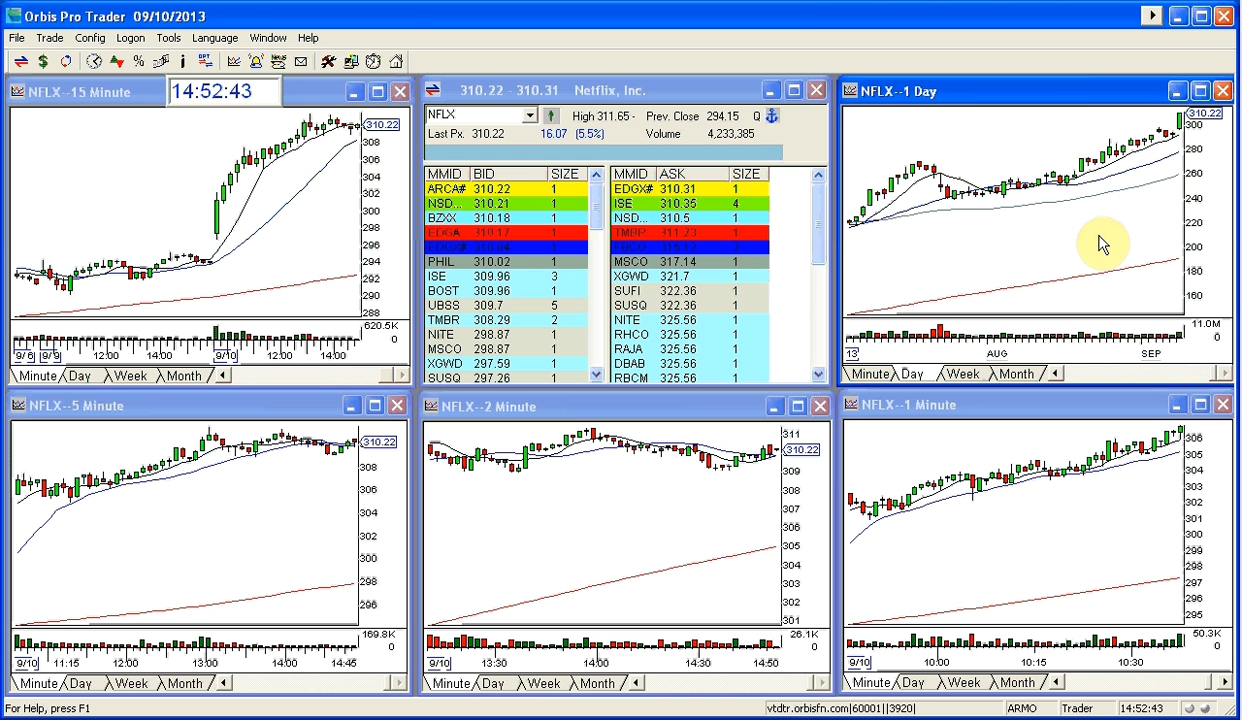 Orbis Pro Trader 09/10/2013
File Trade Config Logon Tools Language Window Help
NFLX--15 Minute
14:52:43
310.22
308
306
304
302
300
298
296
294
292
290
288
620.5K
0
9/6 9/9 12:00 14:00 9/10 12:00 14:00
Minute Day Week Month
310.22 - 310.31 Netflix, Inc.
NFLX High 311.65 - Prev. Close 294.15 Q
Last Px. 310.22 16.07 (5.5%) Volume 4,233,385
MMID BID SIZE MMID ASK SIZE
ARCA# 310.22 1 EDGX# 310.31 1
NSD... 310.21 1 ISE 310.35 4
BZXX 310.18 1 NSD... 310.5 1
EDGA 310.17 1 TMBR 311.23 1
PHIL 310.02 1 MSCO 317.14 1
ISE 309.96 3 XGWD 321.7 1
BOST 309.96 1 SUFI 322.36 1
UBSS 309.7 5 SUSQ 322.36 1
TMBR 308.29 2 NITE 325.56 1
NITE 298.87 1 RHCO 325.56 1
MSCO 298.87 1 RAJA 325.56 1
XGWD 297.59 1 DBAB 325.56 1
SUSQ 297.26 1 RBCM 325.56 1
NFLX--1 Day
310.22
300
280
260
240
220
200
180
160
11.0M
0
13' AUG SEP
Minute Day Week Month
NFLX--5 Minute
310.22
308
306
304
302
300
298
296
169.8K
0
9/10 11:15 12:00 13:00 14:00 14:45
Minute Day Week Month
NFLX--2 Minute
311
310.22
309
308
307
306
305
304
303
302
301
26.1K
0
9/10 13:30 14:00 14:30 14:50
Minute Day Week Month
NFLX--1 Minute
306
305
304
303
302
301
300
299
298
297
296
295
50.3K
0
9/10 10:00 10:15 10:30
Minute Day Week Month
For Help, press F1 vtdtr.orbisfn.com|60001||3920| ARMO Trader 14:52:43